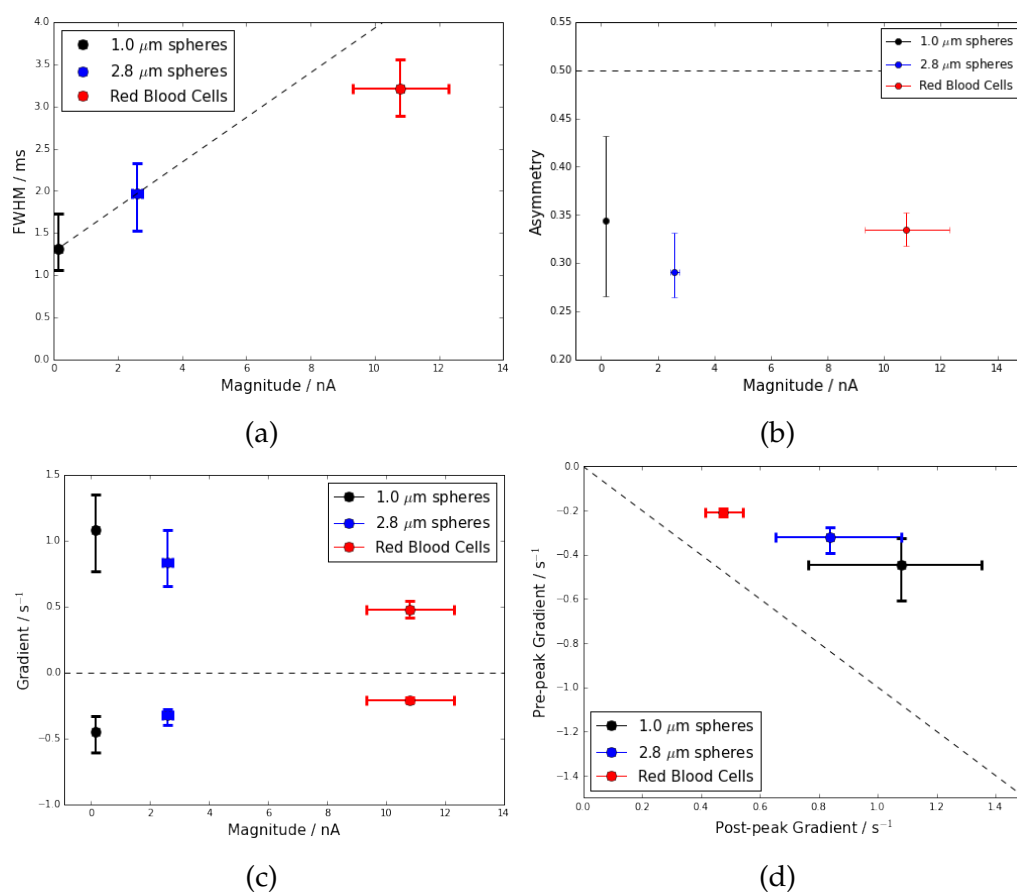 4.0
3.5
3.0
2.5
2.0
1.5
1.0
0.5
0.0
FWHM / ms
1.0 μm spheres
2.8 μm spheres
Red Blood Cells
0 2 4 6 8 10 12 14
Magnitude / nA
(a)
0.55
0.50
0.45
0.40
0.35
0.30
0.25
0.20
Asymmetry
1.0 μm spheres
2.8 μm spheres
Red Blood Cells
0 2 4 6 8 10 12 14
Magnitude / nA
(b)
1.5
1.0
0.5
0.0
−0.5
−1.0
Gradient / s⁻¹
1.0 μm spheres
2.8 μm spheres
Red Blood Cells
0 2 4 6 8 10 12 14
Magnitude / nA
(c)
0.0
−0.2
−0.4
−0.6
−0.8
−1.0
−1.2
−1.4
Pre-peak Gradient / s⁻¹
1.0 μm spheres
2.8 μm spheres
Red Blood Cells
0.0 0.2 0.4 0.6 0.8 1.0 1.2 1.4
Post-peak Gradient / s⁻¹
(d)